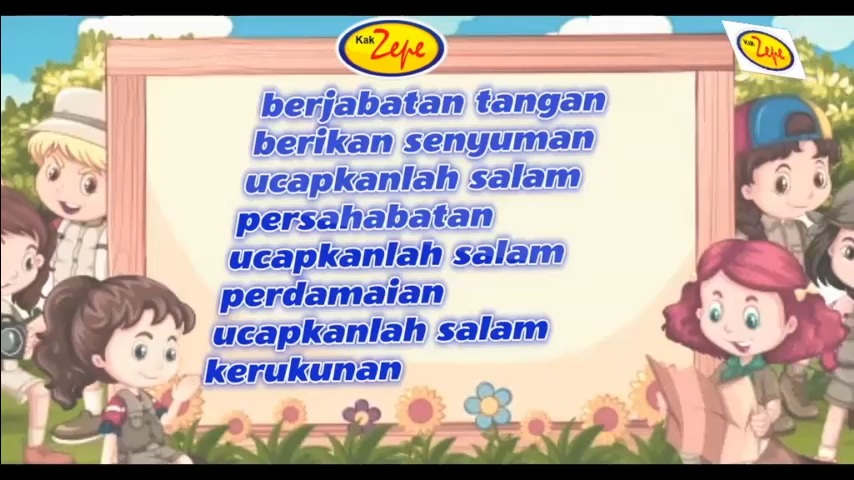 Kak Zepe
Kak Zepe
berjabatan tangan
berikan senyuman
ucapkanlah salam
persahabatan
ucapkanlah salam
perdamaian
ucapkanlah salam
kerukunan